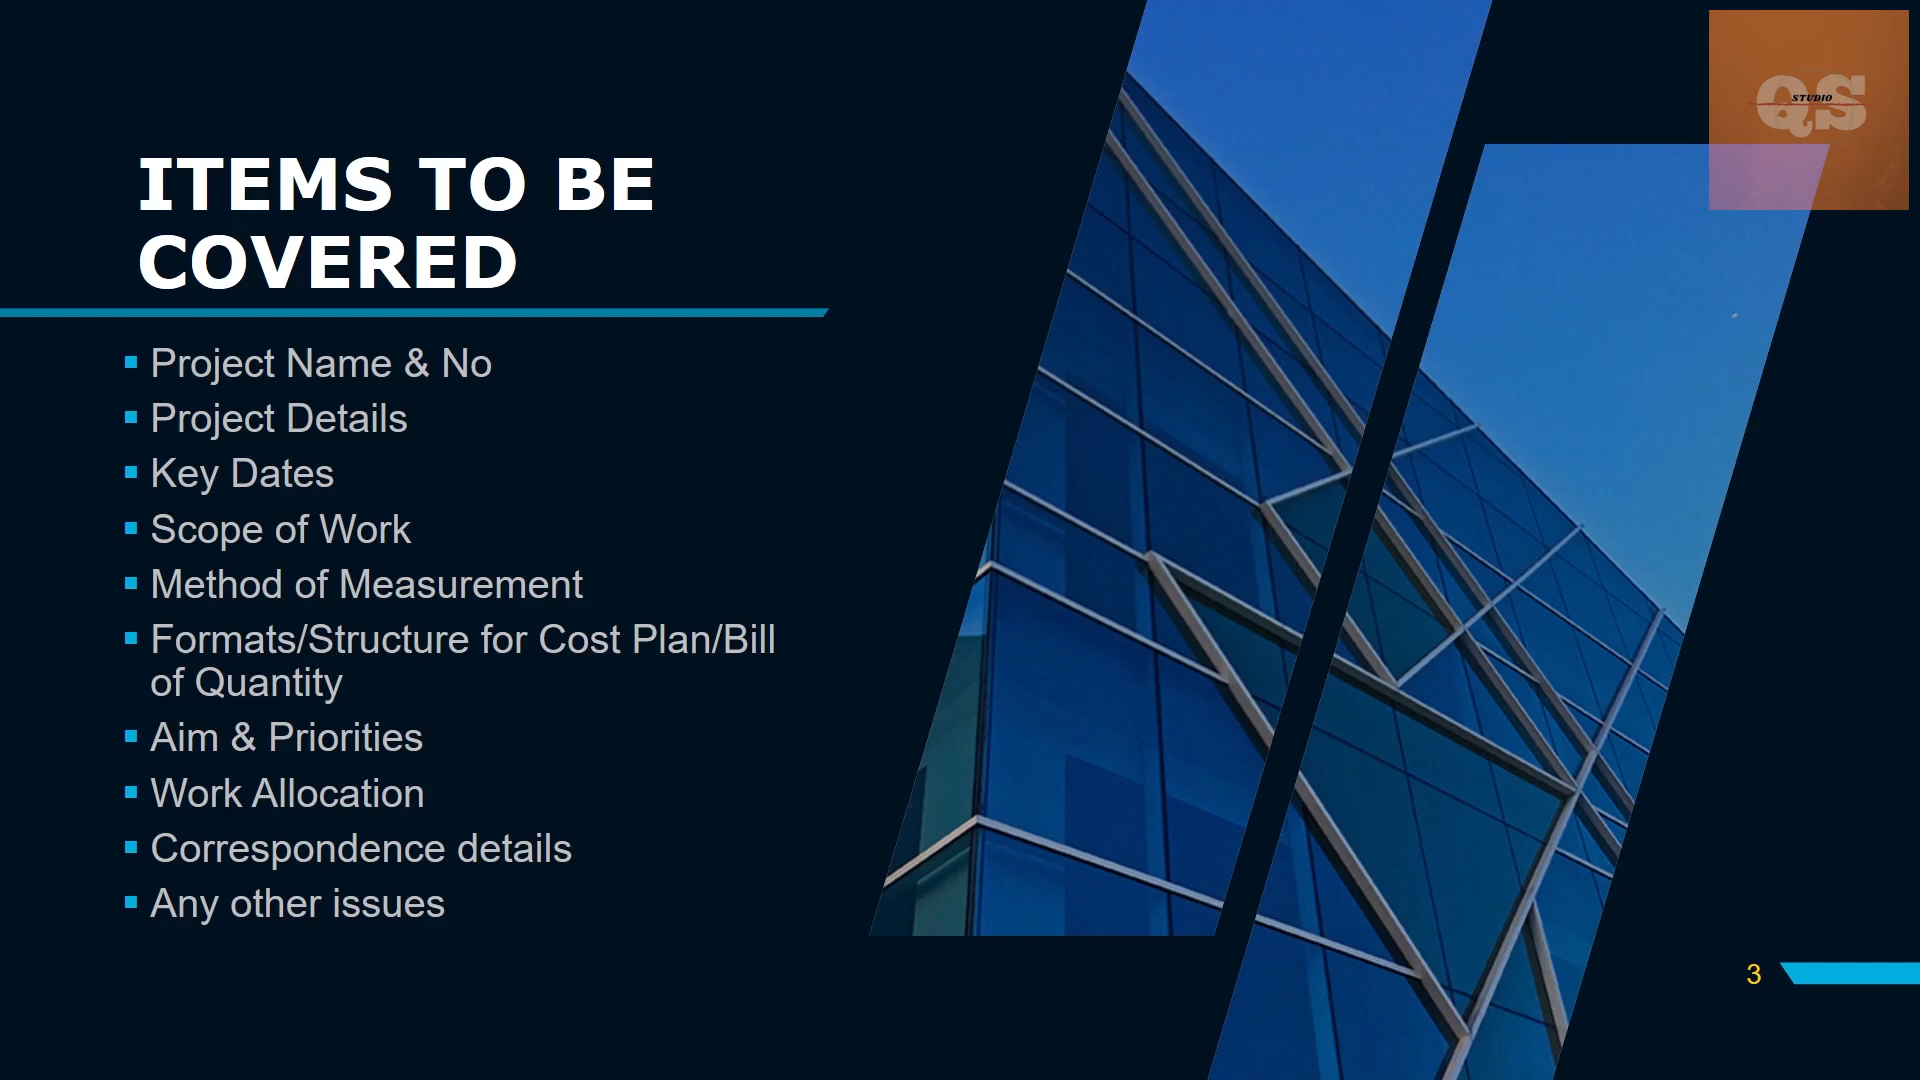 QS
STUDIO
ITEMS TO BE
COVERED
▪ Project Name & No
▪ Project Details
▪ Key Dates
▪ Scope of Work
▪ Method of Measurement
▪ Formats/Structure for Cost Plan/Bill
of Quantity
▪ Aim & Priorities
▪ Work Allocation
▪ Correspondence details
▪ Any other issues
3